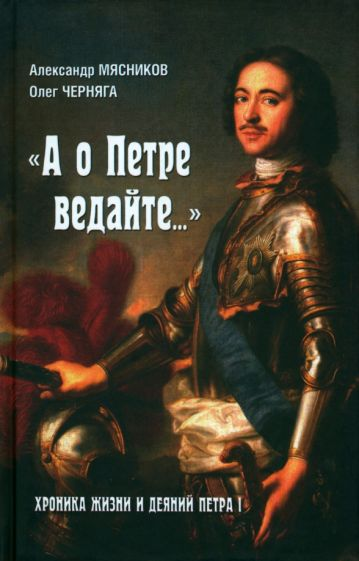 Александр МЯСНИКОВ
Олег ЧЕРНЯГА
«А о Петре
ведайте...»
ХРОНИКА ЖИЗНИ И ДЕЯНИЙ ПЕТРА I